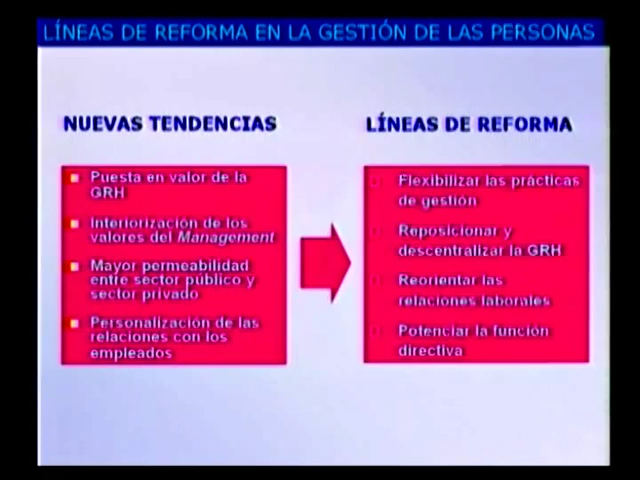 LÍNEAS DE REFORMA EN LA GESTIÓN DE LAS PERSONAS
NUEVAS TENDENCIAS
Puesta en valor de la
GRH
Interiorización de los
valores del Management
Mayor permeabilidad
entre sector público y
sector privado
Personalización de las
relaciones con los
empleados
LÍNEAS DE REFORMA
Flexibilizar las prácticas
de gestión
Reposicionar y
descentralizar la GRH
Reorientar las
relaciones laborales
Potenciar la función
directiva